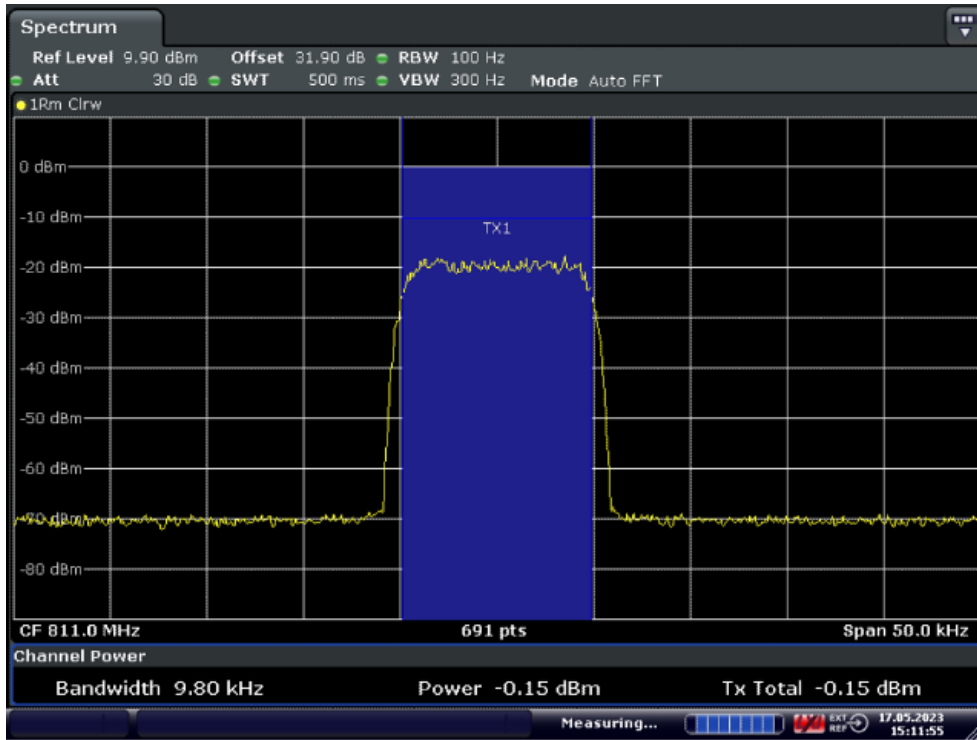 Spectrum
Ref Level 9.90 dBm Offset 31.90 dB RBW 100 Hz
Att 30 dB SWT 500 ms VBW 300 Hz Mode Auto FFT
1Rm Clrw
0 dBm
-10 dBm
TX1
-20 dBm
-30 dBm
-40 dBm
-50 dBm
-60 dBm
-70 dBm
-80 dBm
CF 811.0 MHz 691 pts Span 50.0 kHz
Channel Power
Bandwidth 9.80 kHz Power -0.15 dBm Tx Total -0.15 dBm
Measuring... EXT REF 17.05.2023
15:11:55